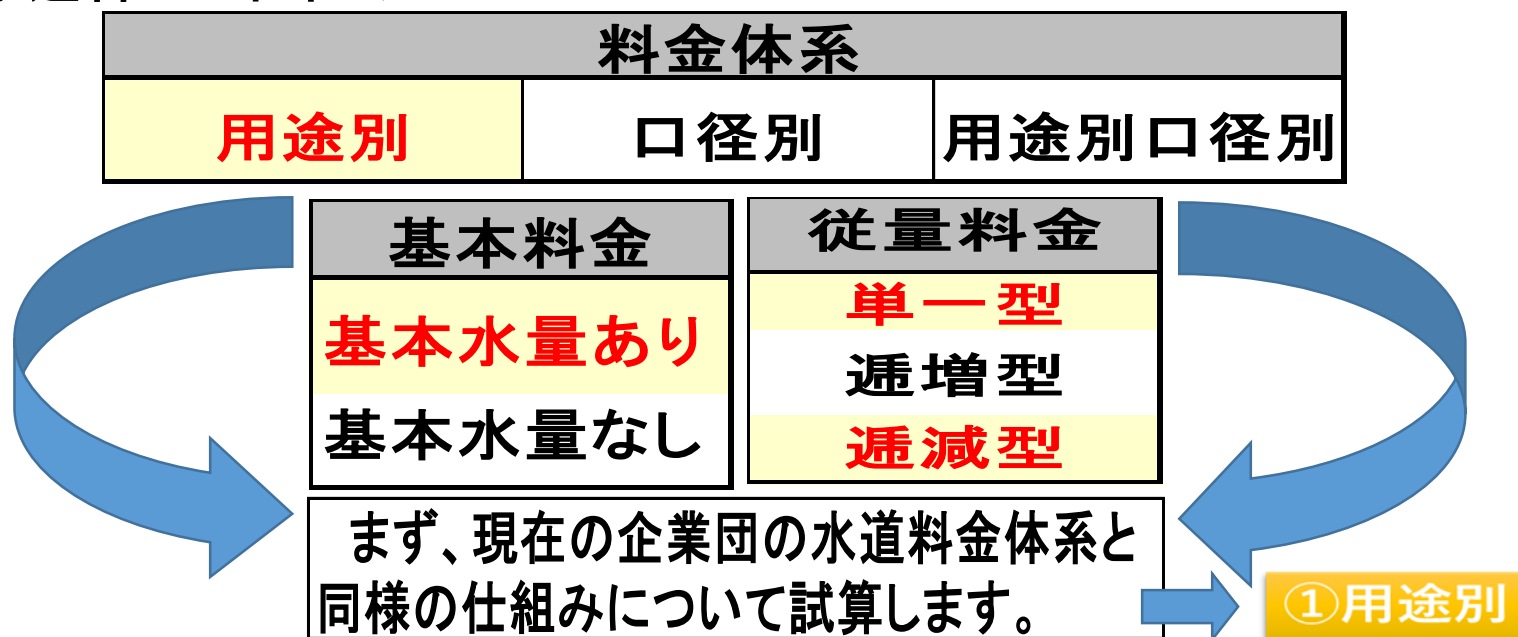 料金体系
用途別 口径別 用途別口径別
基本料金 従量料金
基本水量あり 単一型
逓増型
基本水量なし 逓減型
まず、現在の企業団の水道料金体系と
同様の仕組みについて試算します。
①用途別